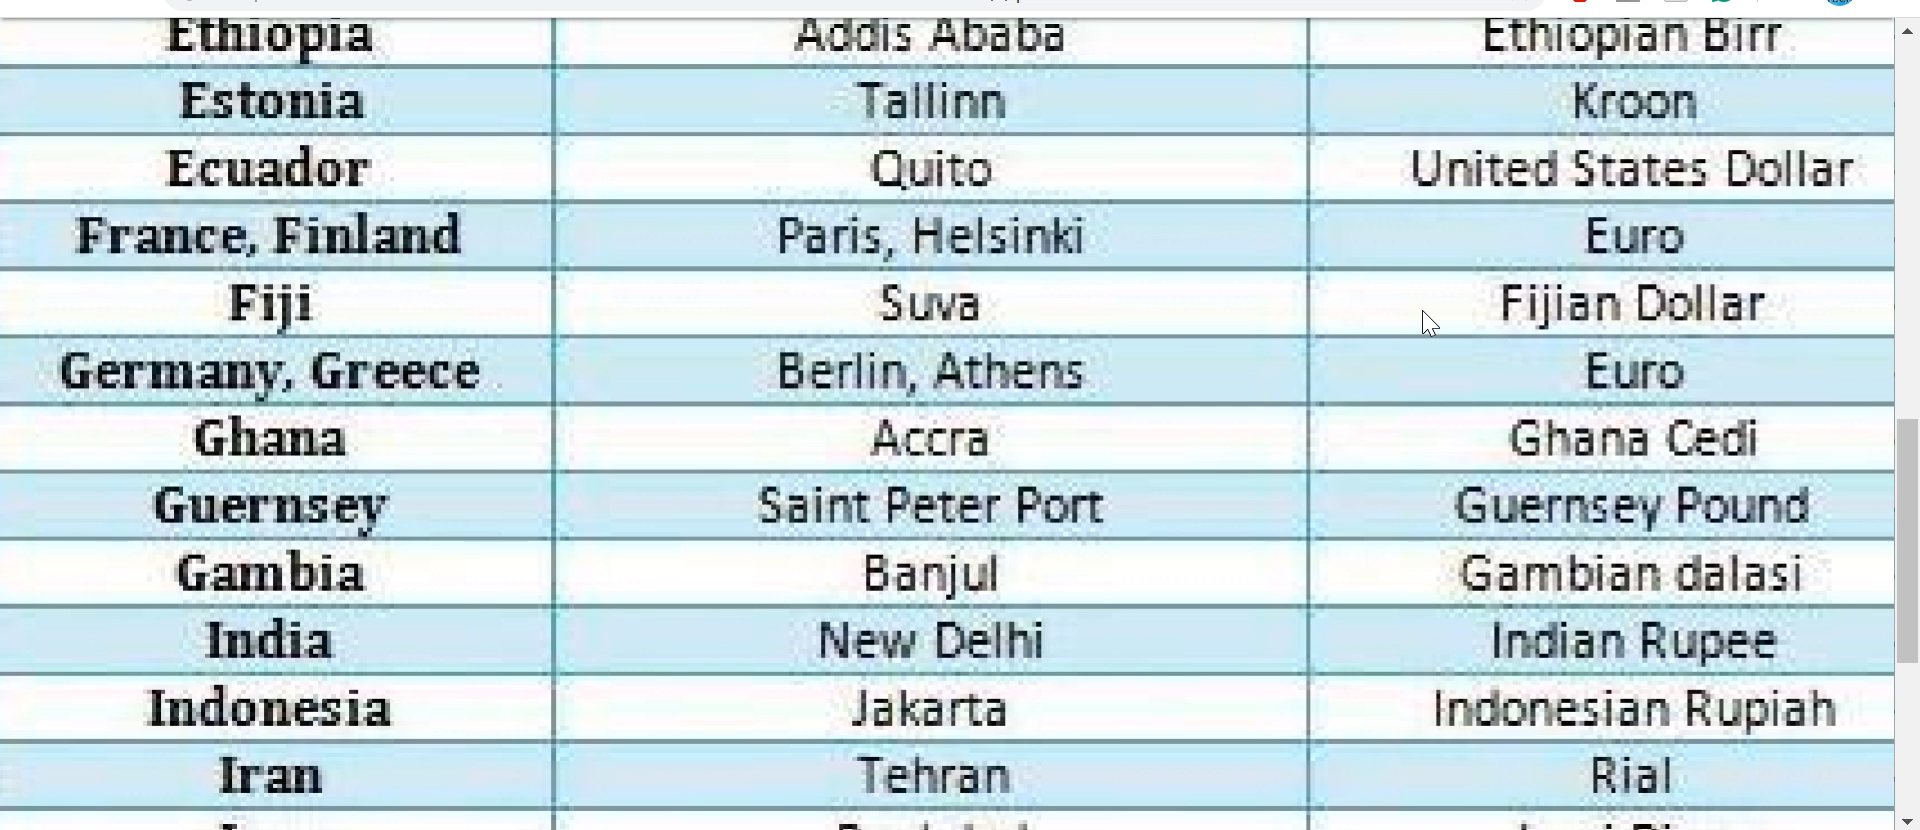 Ethiopia Addis Ababa Ethiopian Birr
Estonia Tallinn Kroon
Ecuador Quito United States Dollar
France, Finland Paris, Helsinki Euro
Fiji Suva Fijian Dollar
Germany, Greece Berlin, Athens Euro
Ghana Accra Ghana Cedi
Guernsey Saint Peter Port Guernsey Pound
Gambia Banjul Gambian dalasi
India New Delhi Indian Rupee
Indonesia Jakarta Indonesian Rupiah
Iran Tehran Rial